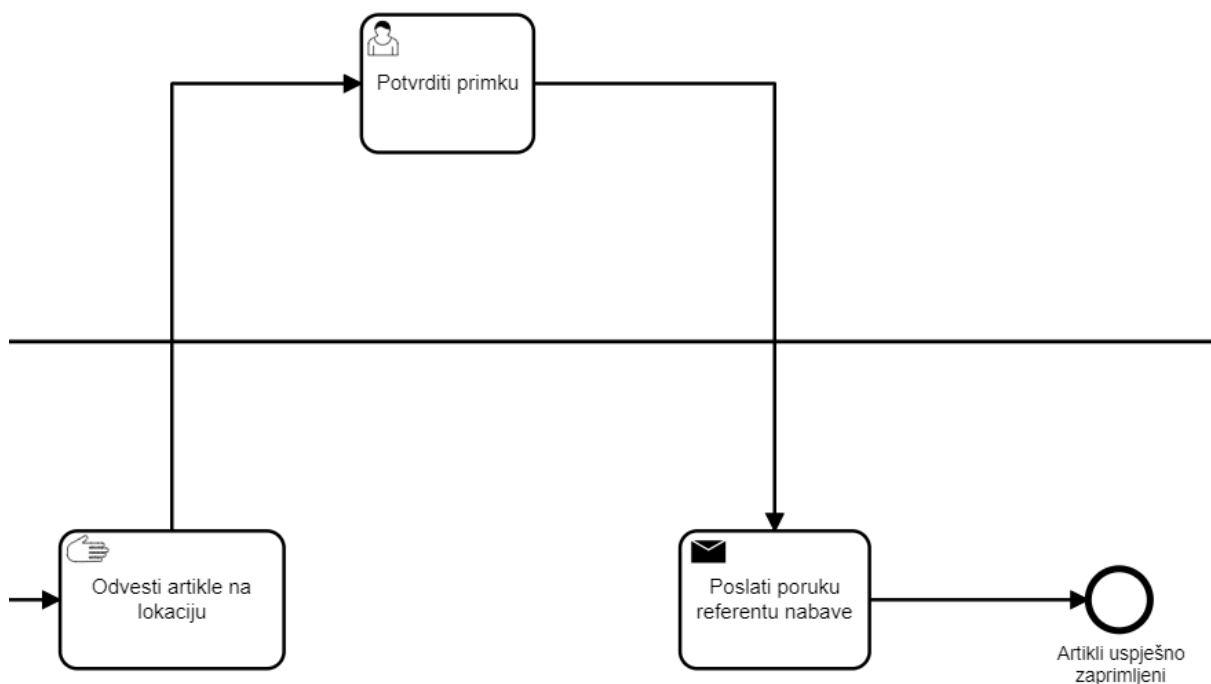 Potvrditi primku
Odvesti artikle na
lokaciju
Poslati poruku
referentu nabave
Artikli uspješno
zaprimljeni